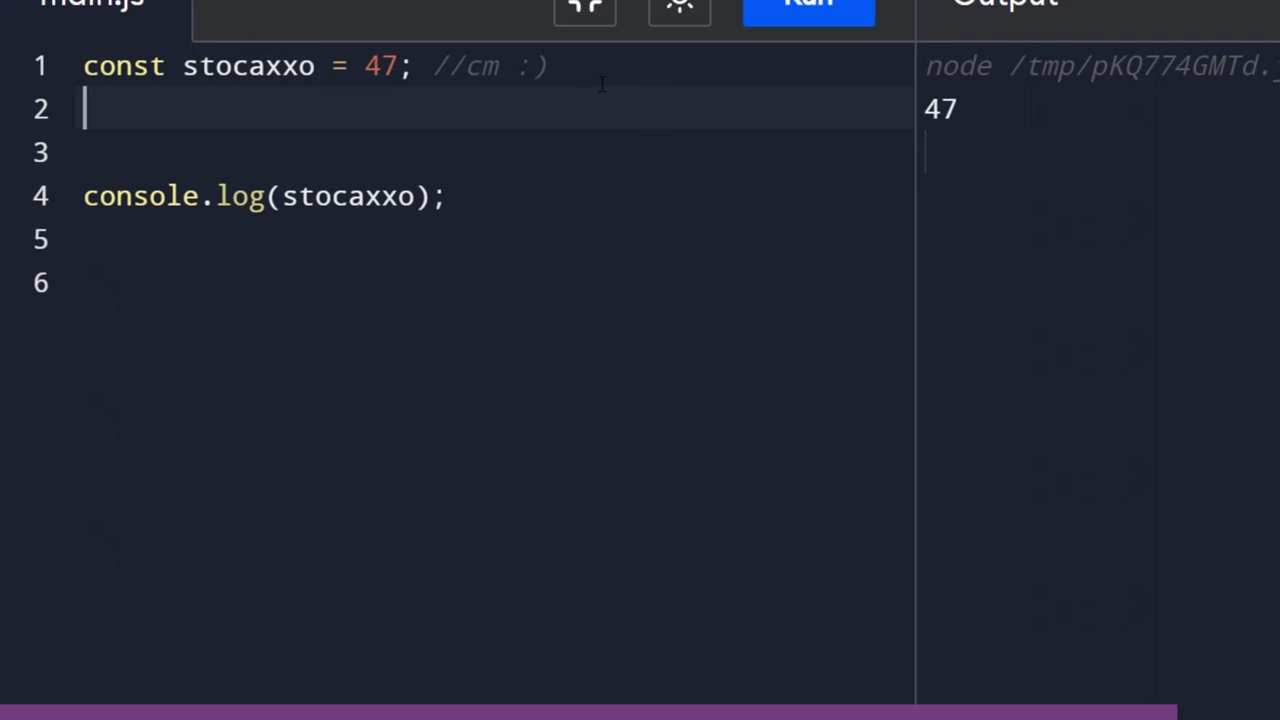 main.js
Run
Output
1 const stocaxxo = 47; //cm :)
node /tmp/pKQ774GMTd.
2
47
3
4 console.log(stocaxxo);
5
6